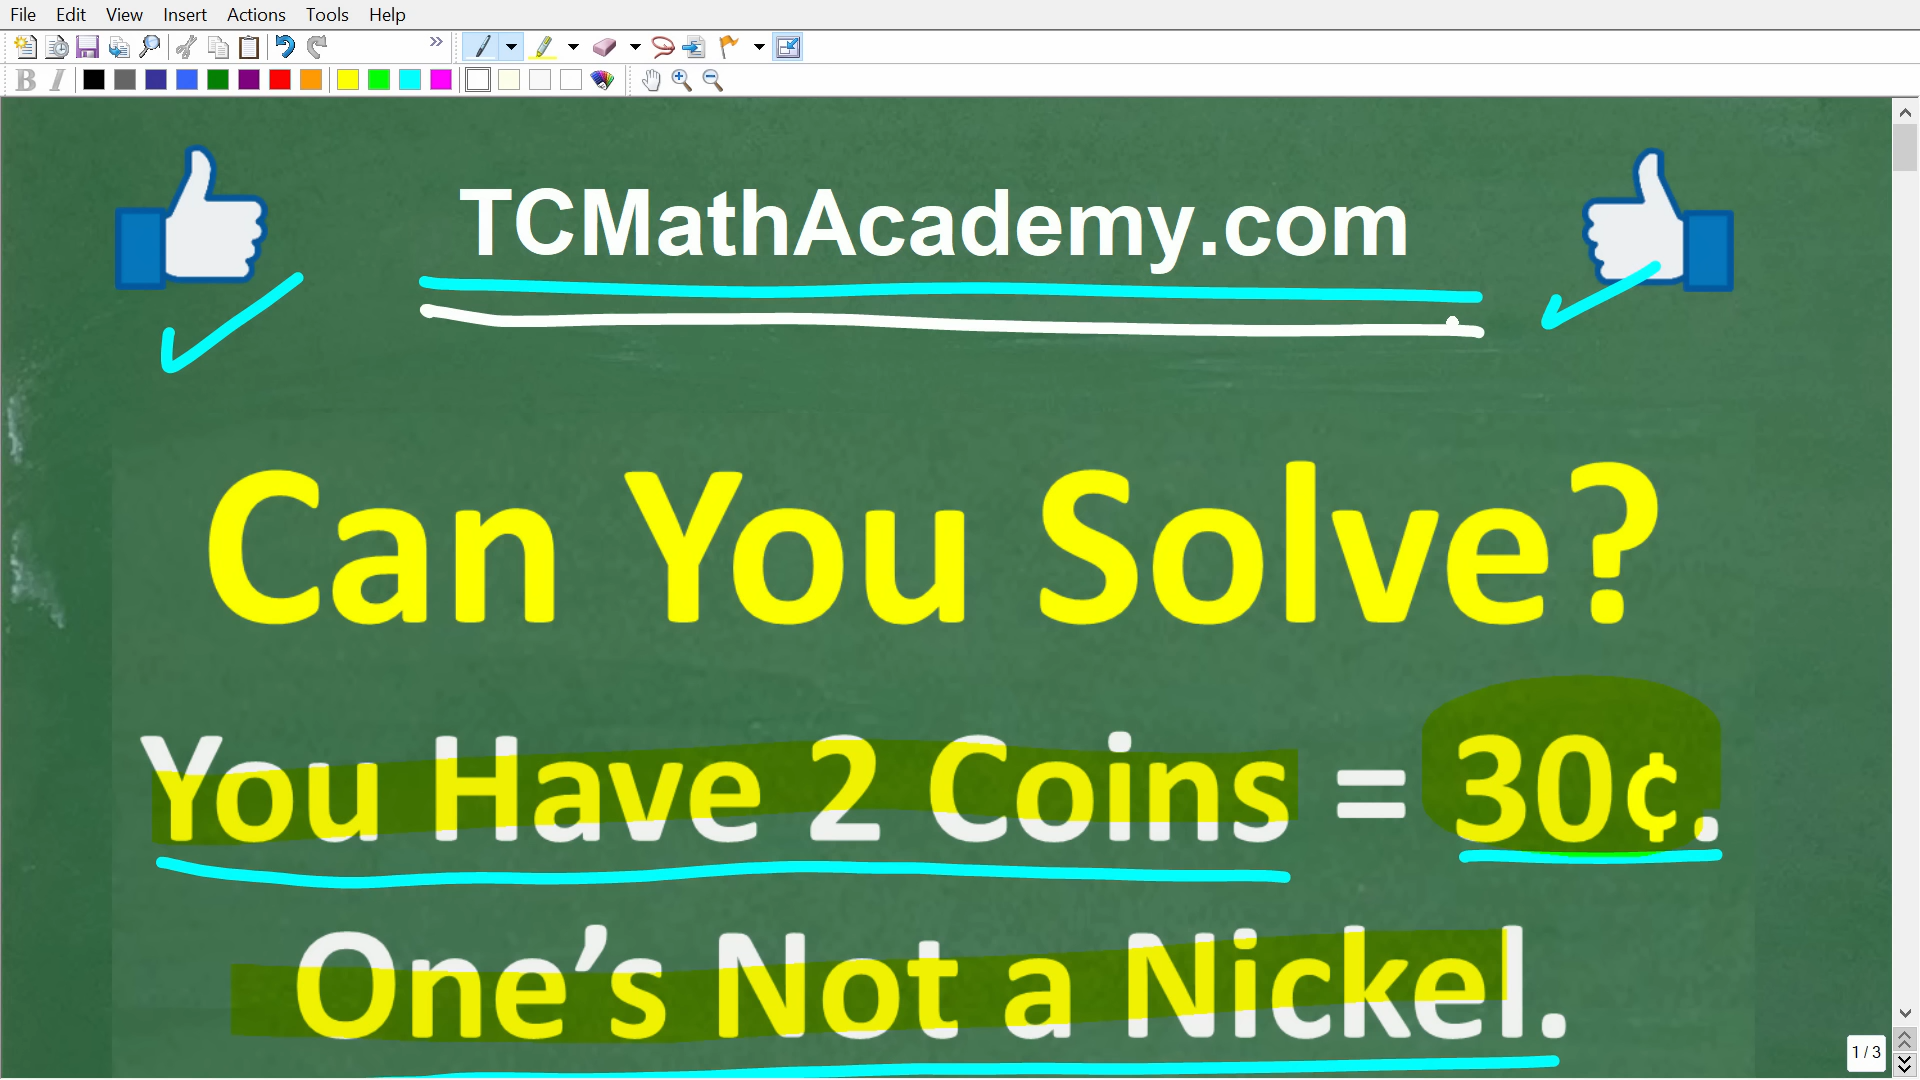 File Edit View Insert Actions Tools Help
B I
TCMathAcademy.com
Can You Solve?
You Have 2 Coins = 30¢.
One’s Not a Nickel.
1 / 3